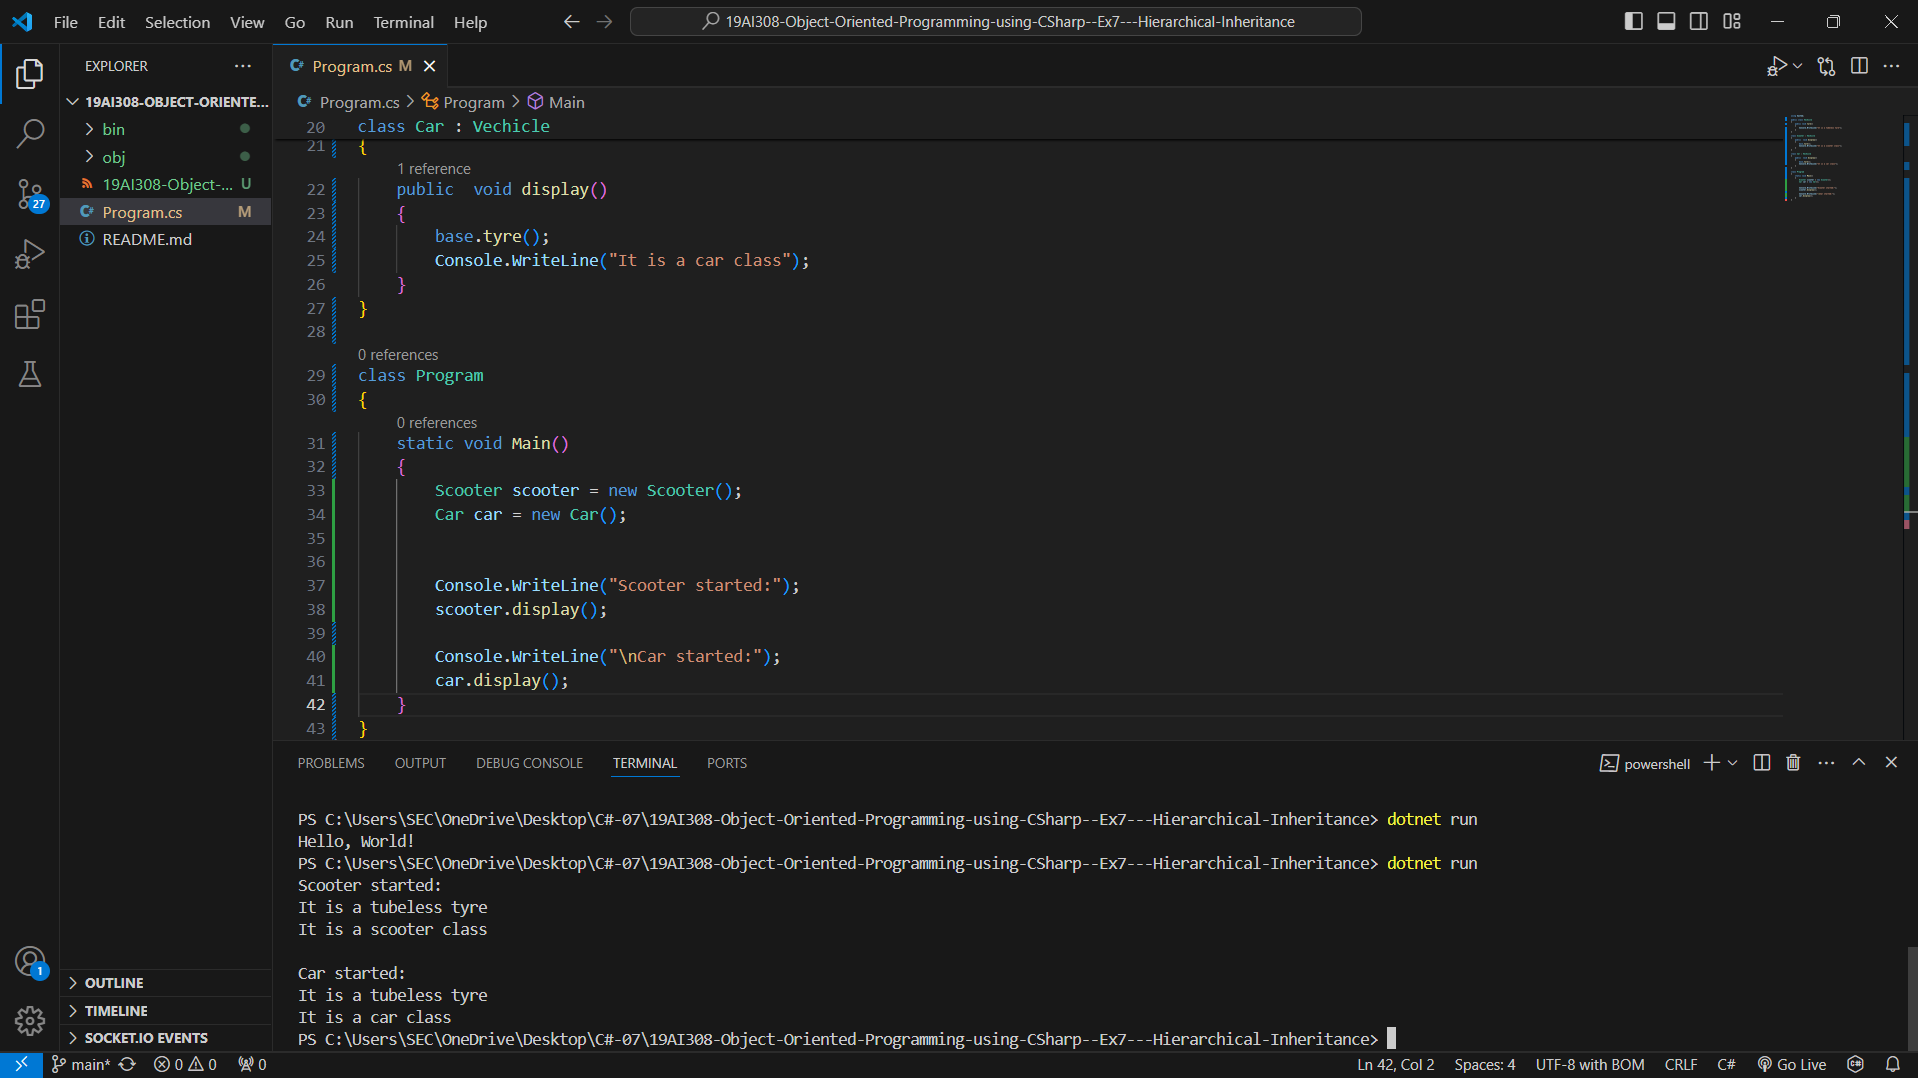 File Edit Selection View Go Run Terminal Help
19AI308-Object-Oriented-Programming-using-CSharp--Ex7---Hierarchical-Inheritance
EXPLORER
19AI308-OBJECT-ORIENTE...
bin
obj
19AI308-Object-... U
Program.cs M
README.md
27
Program.cs M
Program.cs > Program > Main
20 class Car : Vechicle
21 {
1 reference
22 public  void display()
23 {
24 base.tyre();
25 Console.WriteLine("It is a car class");
26 }
27 }
28
0 references
29 class Program
30 {
0 references
31 static void Main()
32 {
33 Scooter scooter = new Scooter();
34 Car car = new Car();
35
36
37 Console.WriteLine("Scooter started:");
38 scooter.display();
39
40 Console.WriteLine("\nCar started:");
41 car.display();
42 }
43 }
PROBLEMS OUTPUT DEBUG CONSOLE TERMINAL PORTS
powershell
PS C:\Users\SEC\OneDrive\Desktop\C#-07\19AI308-Object-Oriented-Programming-using-CSharp--Ex7---Hierarchical-Inheritance> dotnet run
Hello, World!
PS C:\Users\SEC\OneDrive\Desktop\C#-07\19AI308-Object-Oriented-Programming-using-CSharp--Ex7---Hierarchical-Inheritance> dotnet run
Scooter started:
It is a tubeless tyre
It is a scooter class
Car started:
It is a tubeless tyre
It is a car class
PS C:\Users\SEC\OneDrive\Desktop\C#-07\19AI308-Object-Oriented-Programming-using-CSharp--Ex7---Hierarchical-Inheritance>
1
OUTLINE
TIMELINE
SOCKET.IO EVENTS
main* 0 0 0
Ln 42, Col 2 Spaces: 4 UTF-8 with BOM CRLF C# Go Live